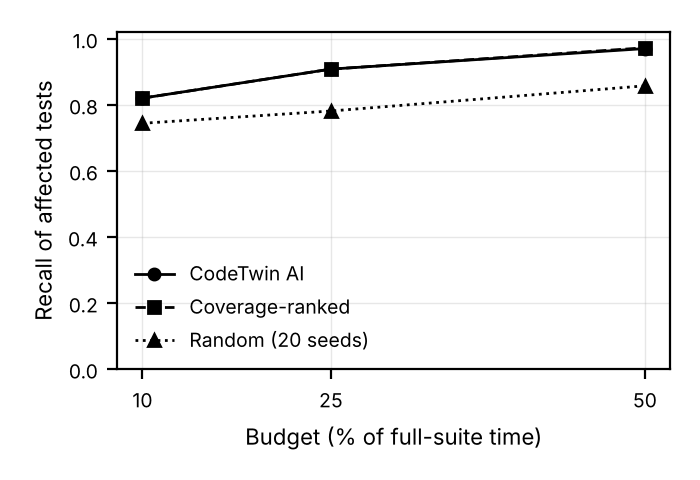 1.0
0.8
0.6
0.4
0.2
0.0
Recall of affected tests
CodeTwin AI
Coverage-ranked
Random (20 seeds)
10 25 50
Budget (% of full-suite time)